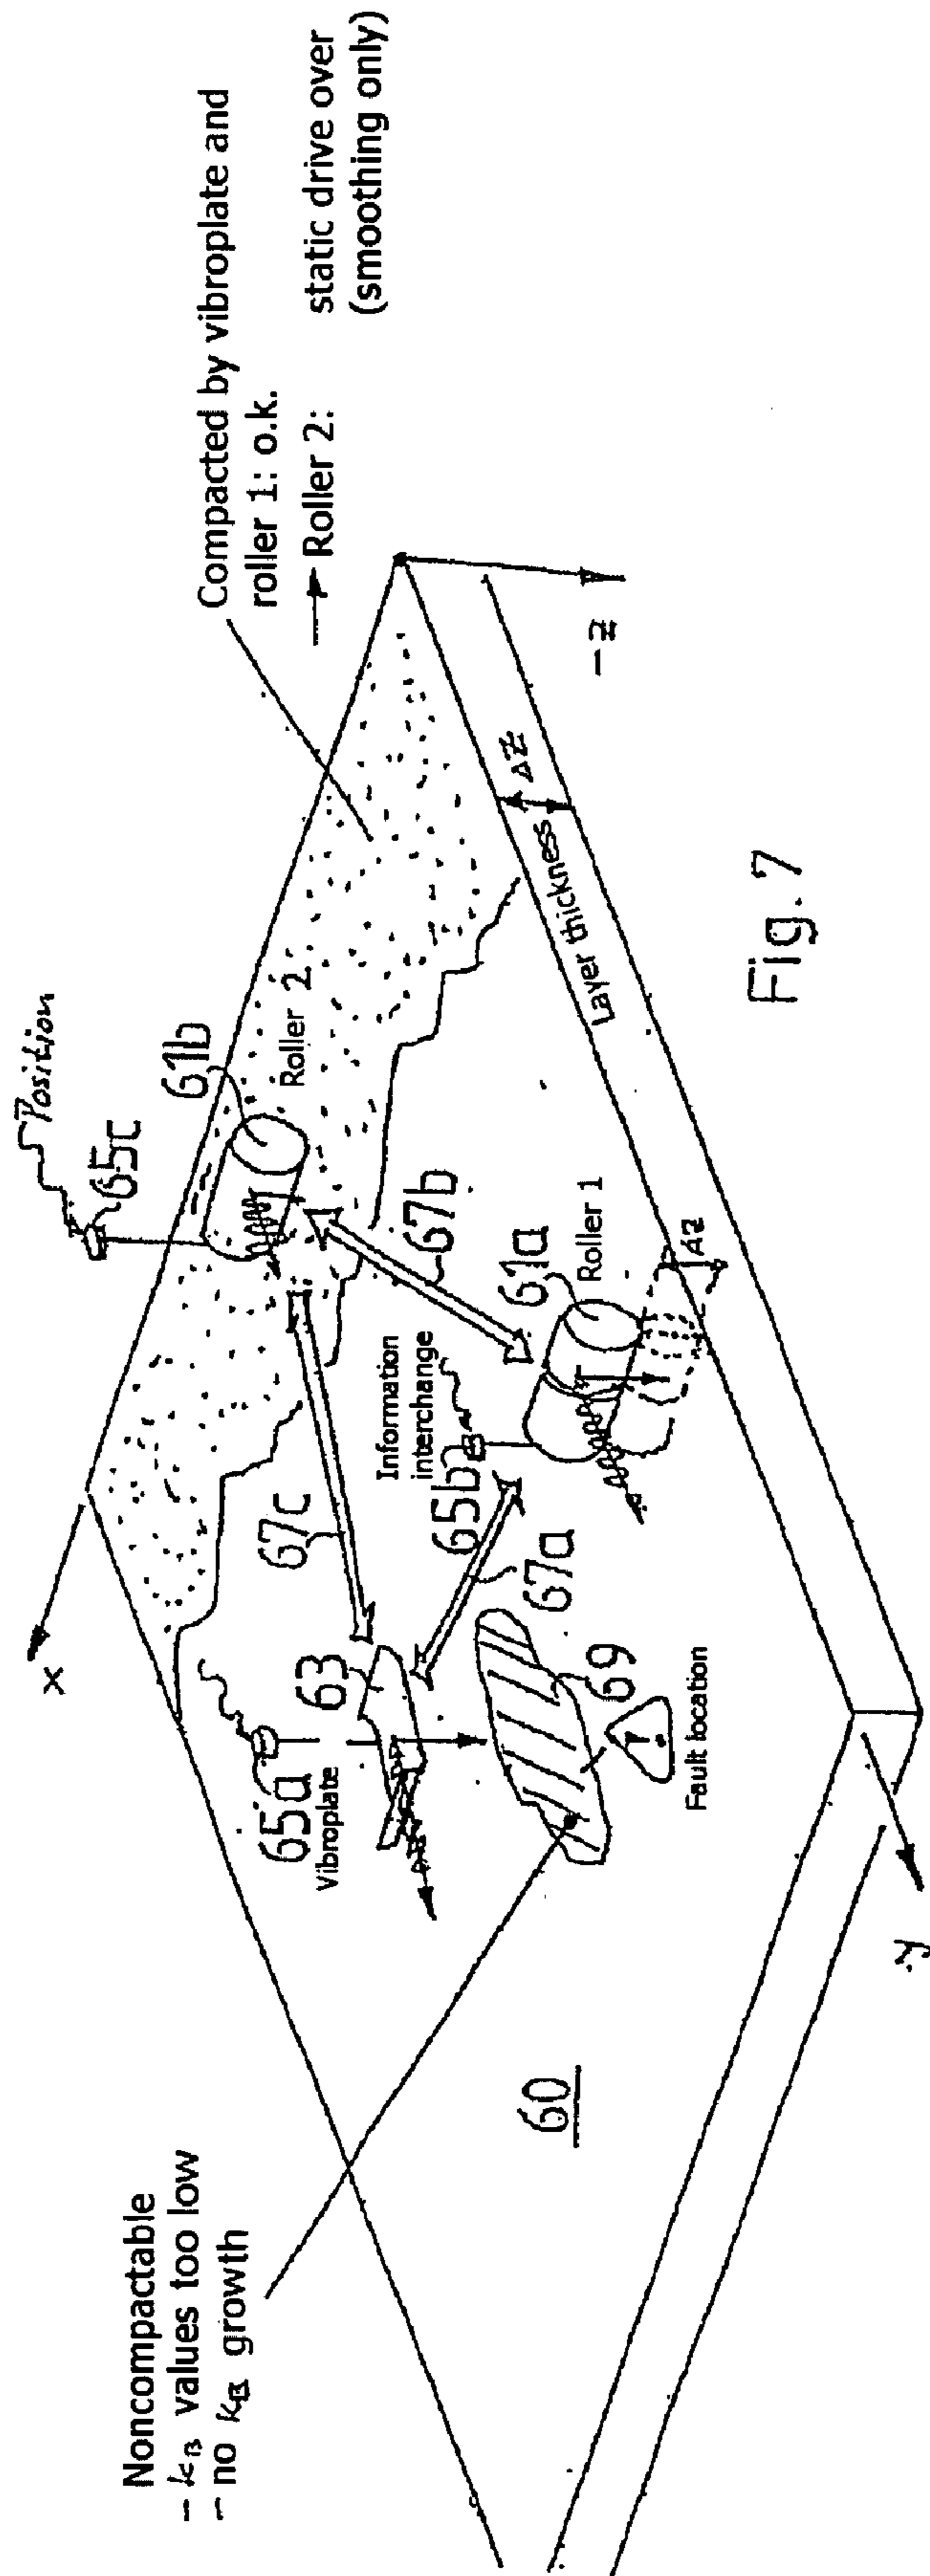 Noncompactable
- kB values too low
- no kB growth
60
65a
Vibroplate
63
69
Fault location
67c
67a
65b
Information
interchange
67b
61a
Roller 1
ΔZ
61b
Roller 2
65c
Position
x
y
-z
Layer thickness
ΔZ
Compacted by vibroplate and
roller 1: o.k.
→ Roller 2:
static drive over
(smoothing only)
Fig. 7